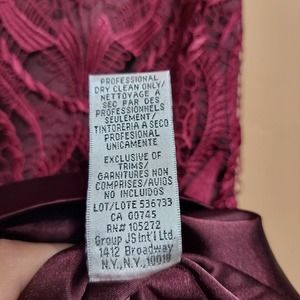 PROFESSIONAL
DRY CLEAN ONLY/
NETTOYAGE A
SEC PAR DES
PROFESSIONNELS
SEULEMENT/
TINTORERIA A SECO
PROFESIONAL
UNICAMENTE
EXCLUSIVE OF
TRIMS/
GARNITURES NON
COMPRISES/AVIOS
NO INCLUIDOS
LOT/LOTE 536733
CA 00745
RN# 105272
Group JS Int'l Ltd.
1412 Broadway
N.Y., N.Y., 10018